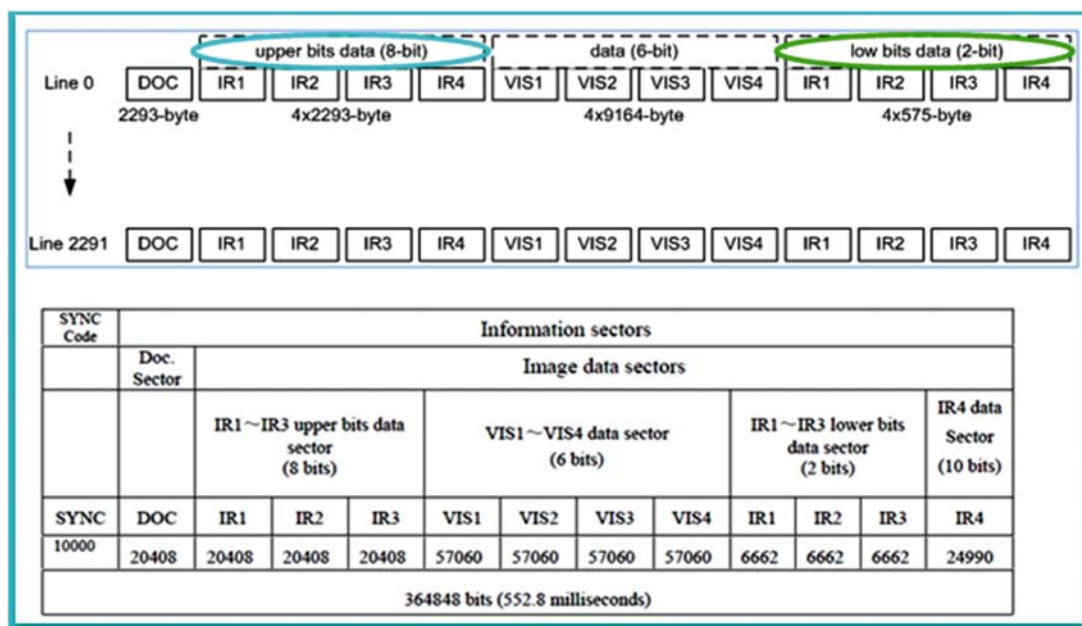 upper bits data (8-bit) data (6-bit) low bits data (2-bit)
Line 0 DOC IR1 IR2 IR3 IR4 VIS1 VIS2 VIS3 VIS4 IR1 IR2 IR3 IR4
2293-byte 4x2293-byte 4x9164-byte 4x575-byte
Line 2291 DOC IR1 IR2 IR3 IR4 VIS1 VIS2 VIS3 VIS4 IR1 IR2 IR3 IR4
SYNC
Code
Information sectors
Doc.
Sector
Image data sectors
IR1～IR3 upper bits data
sector
(8 bits)
VIS1～VIS4 data sector
(6 bits)
IR1～IR3 lower bits
data sector
(2 bits)
IR4 data
Sector
(10 bits)
SYNC DOC IR1 IR2 IR3 VIS1 VIS2 VIS3 VIS4 IR1 IR2 IR3 IR4
10000 20408 20408 20408 20408 57060 57060 57060 57060 6662 6662 6662 24990
364848 bits (552.8 milliseconds)